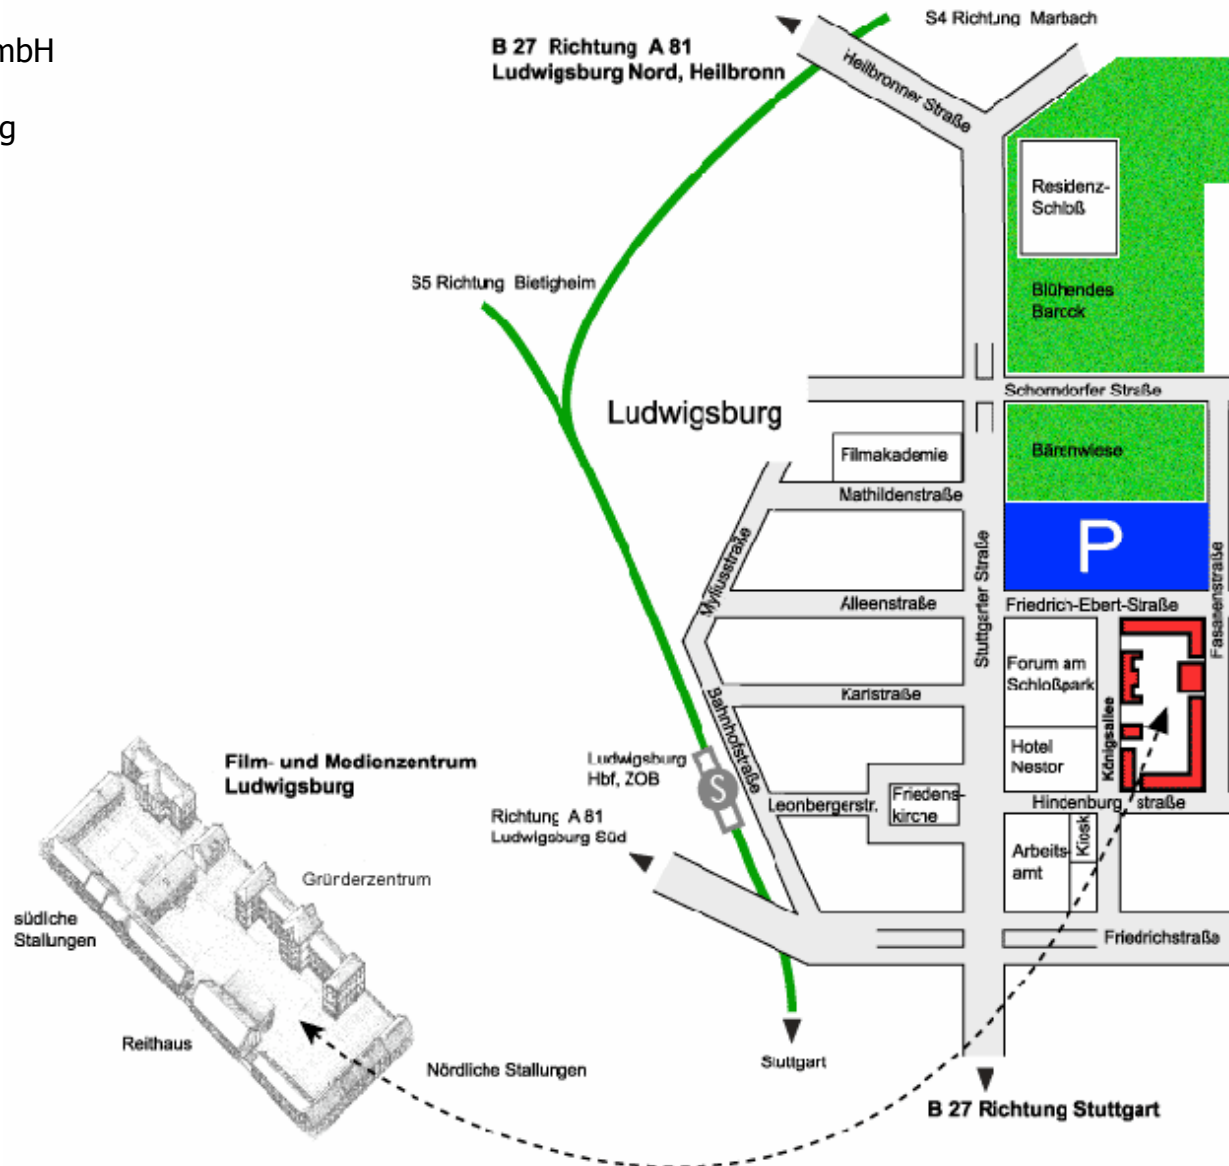 mbH
g
S4 Richtung Marbach
B 27 Richtung A 81
Ludwigsburg Nord, Heilbronn
Heilbronner Straße
Residenz-
Schloß
S5 Richtung Bietigheim
Blühendes
Barock
Schorndorfer Straße
Ludwigsburg
Filmakademie
Bärenwiese
Mathildenstraße
P
Myliusstraße
Stuttgarter Straße
Fasanenstraße
Alleenstraße
Friedrich-Ebert-Straße
Forum am
Schloßpark
Karlstraße
Bahnhofstraße
Königsallee
Hotel
Nestor
Film- und Medienzentrum
Ludwigsburg
Ludwigsburg
Hbf, ZOB
S
Leonbergerstr.
Friedens-
kirche
Hindenburg straße
Richtung A 81
Ludwigsburg Süd
Arbeits-
amt
Kiosk
Gründerzentrum
südliche
Stallungen
Friedrichstraße
Reithaus
Nördliche Stallungen
Stuttgart
B 27 Richtung Stuttgart